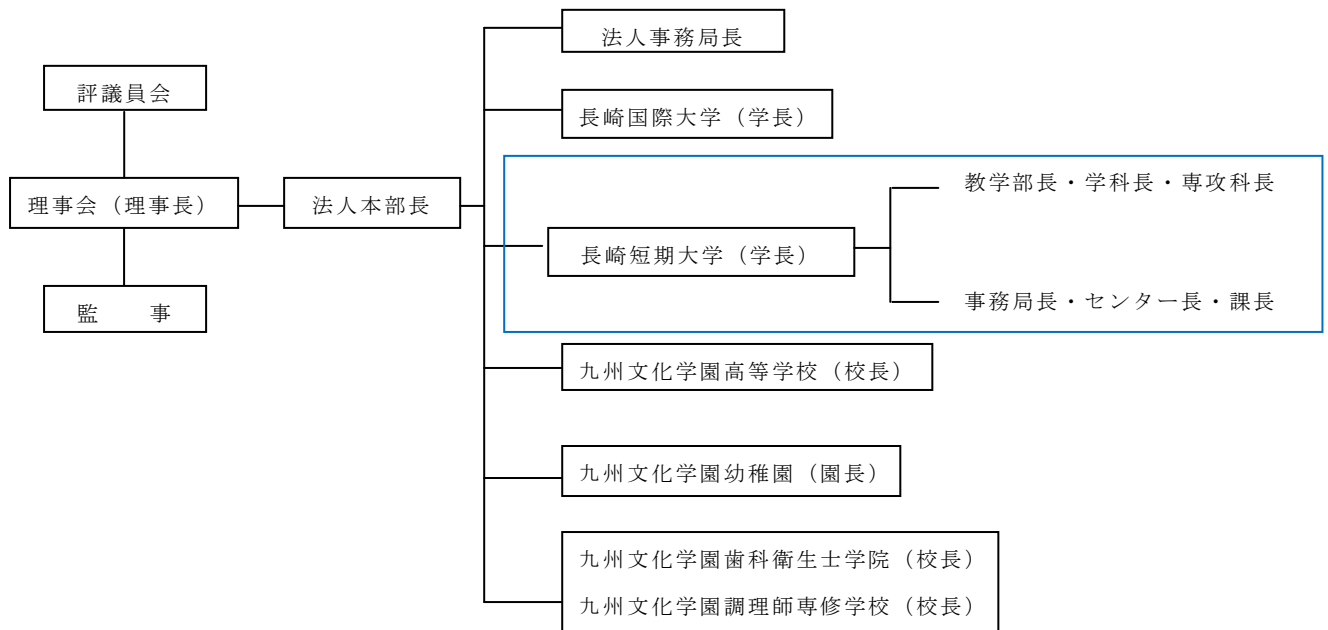 法人事務局長
評議員会
長崎国際大学（学長）
教学部長・学科長・専攻科長
理事会（理事長）
法人本部長
長崎短期大学（学長）
事務局長・センター長・課長
監　　事
九州文化学園高等学校（校長）
九州文化学園幼稚園（園長）
九州文化学園歯科衛生士学院（校長）
九州文化学園調理師専修学校（校長）